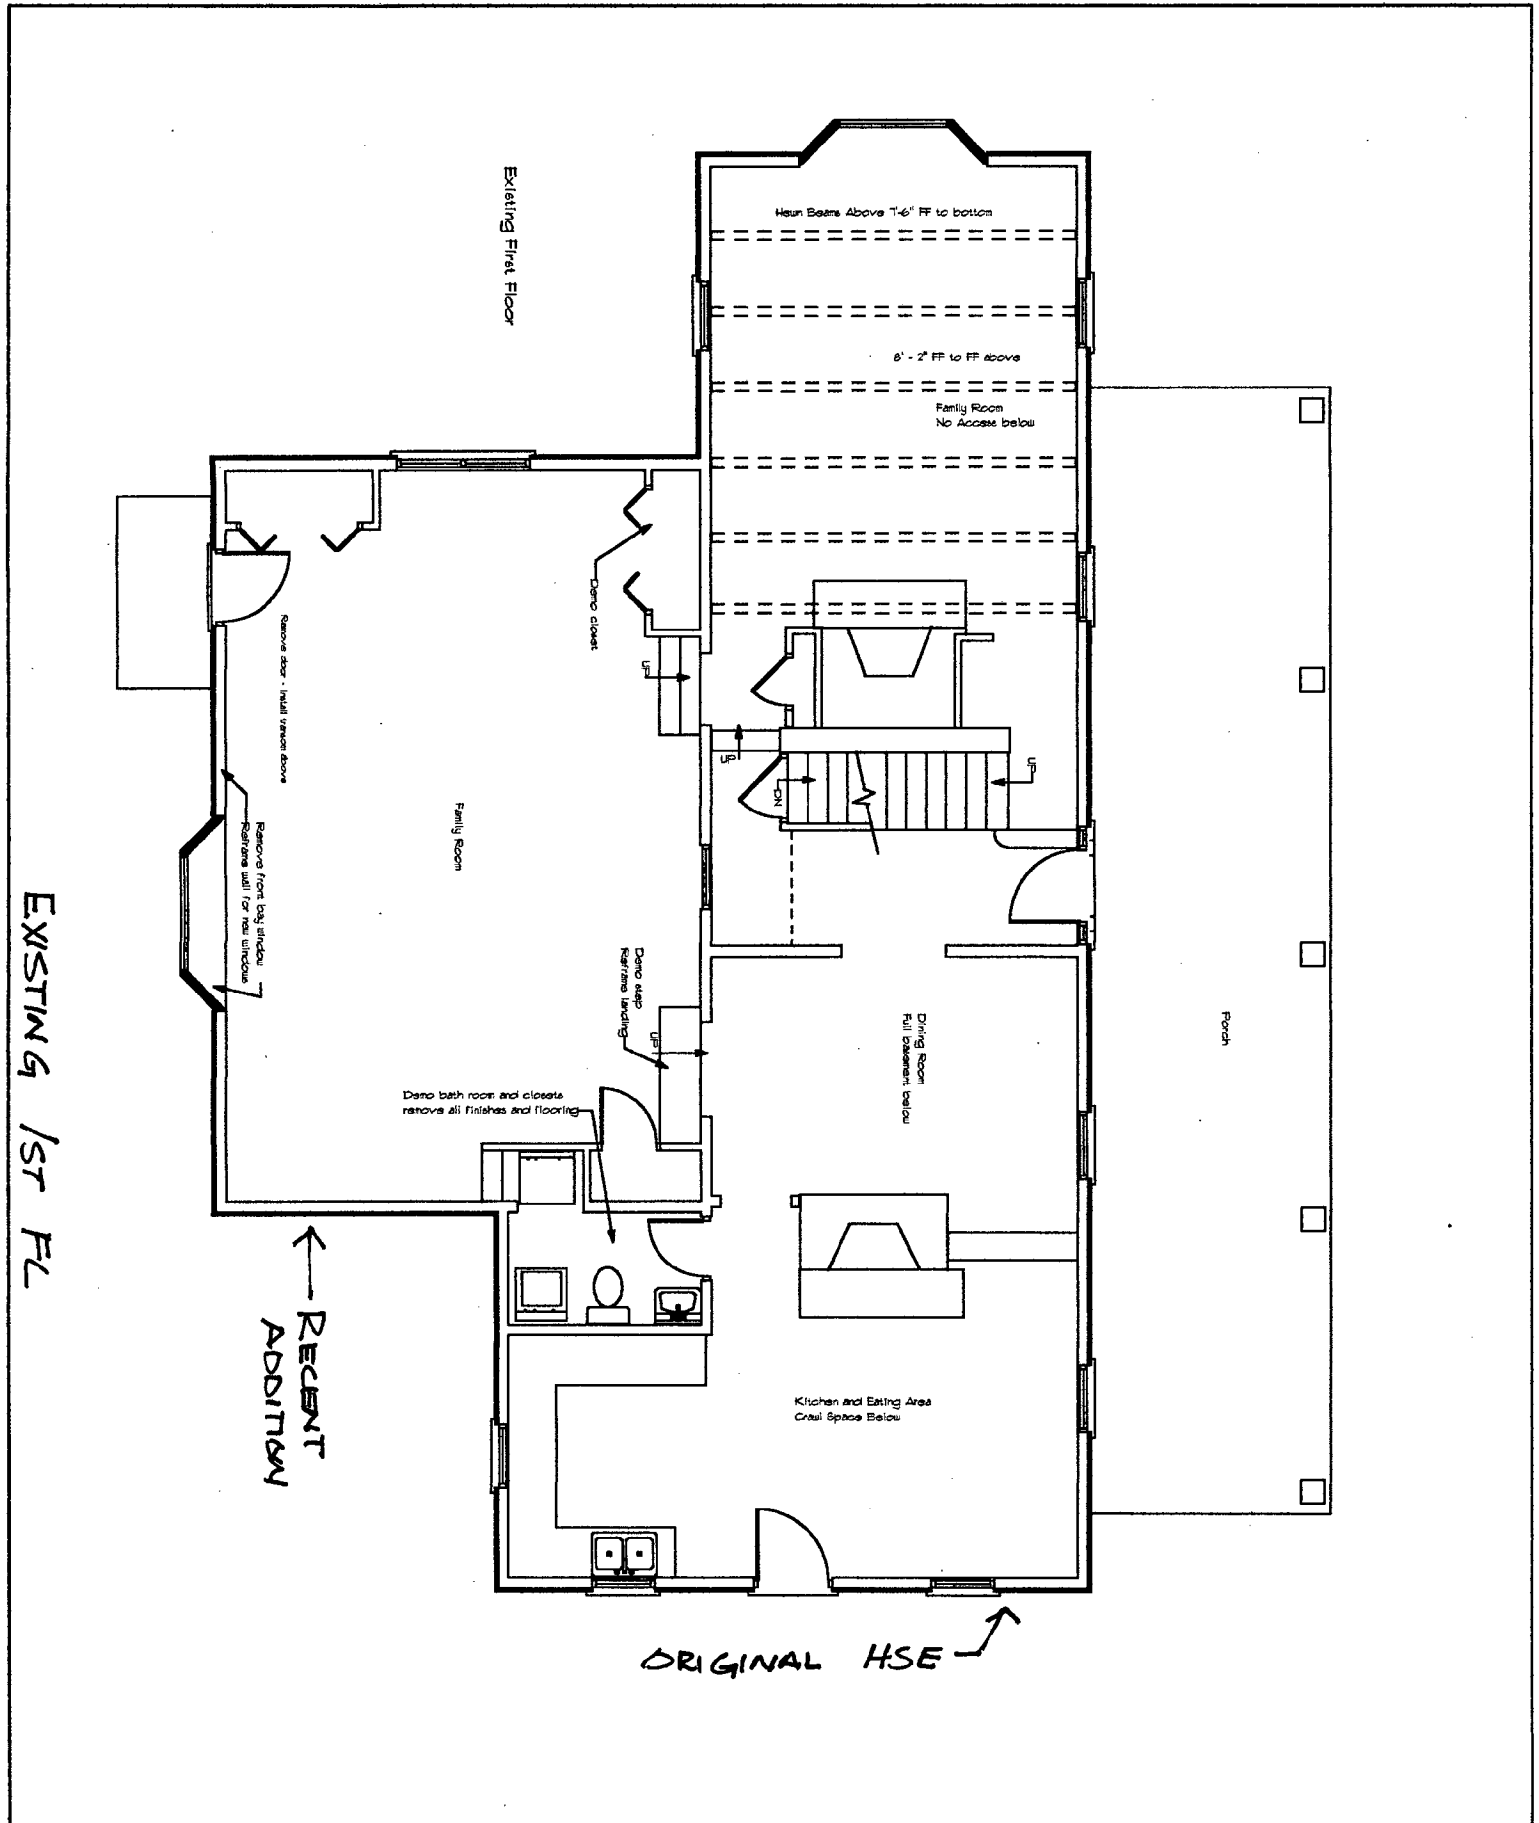 Existing First Floor
Hewn Beams Above 7'-6" FF to bottom
8' - 2" FF to FF above
Family Room
No Access below
Demo closet
UP
UP
DN
UP
Remove door - install transom above
Family Room
Remove front bay window
Reframe wall for new windows
Demo step
Reframe landing
UP
Dining Room
Full basement below
Porch
Demo bath room and closets
remove all finishes and flooring
Kitchen and Eating Area
Crawl Space Below
EXISTING 1ST FL
← RECENT
ADDITION
ORIGINAL HSE